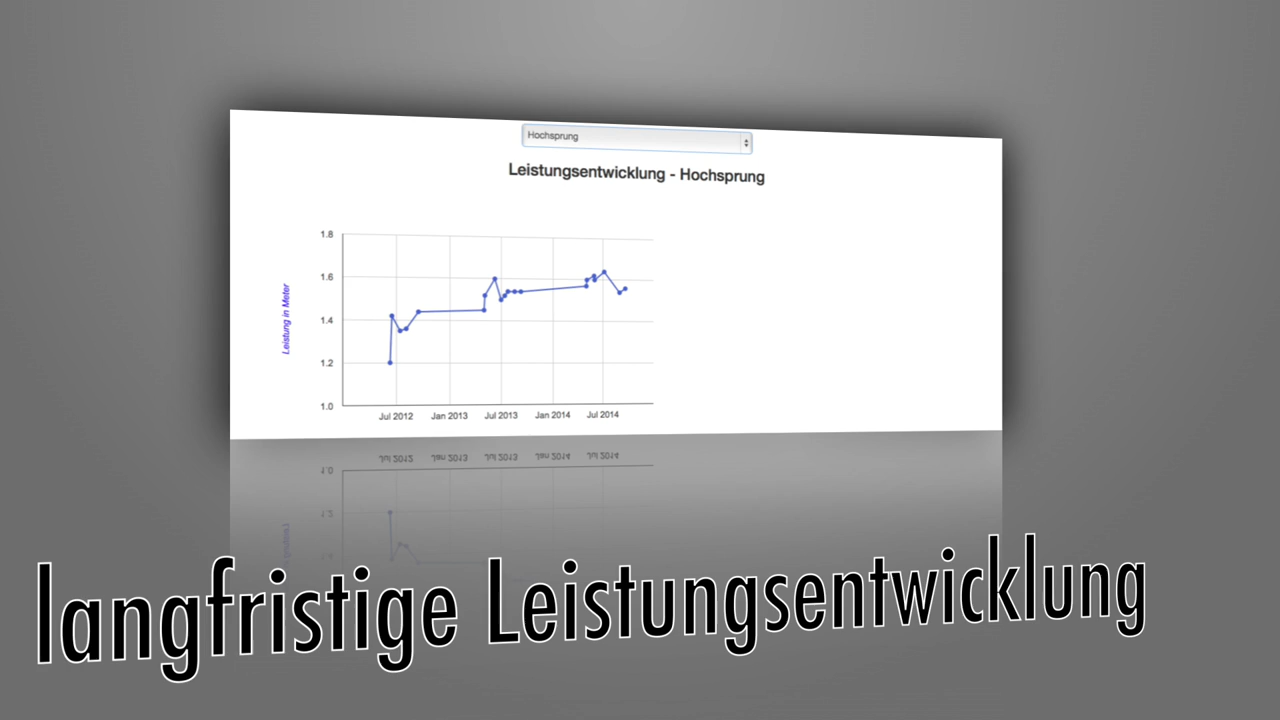 Hochsprung
Leistungsentwicklung - Hochsprung
1.8
1.6
1.4
1.2
1.0
Leistung in Meter
Jul 2012 Jan 2013 Jul 2013 Jan 2014 Jul 2014
langfristige Leistungsentwicklung